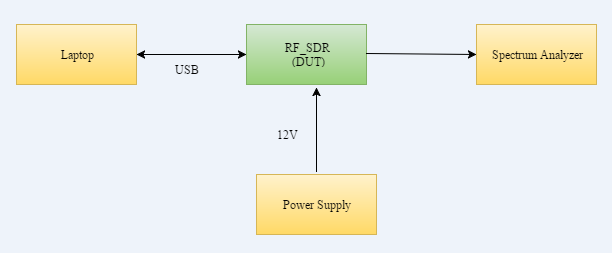 Laptop
USB
RF_SDR
(DUT)
Spectrum Analyzer
12V
Power Supply